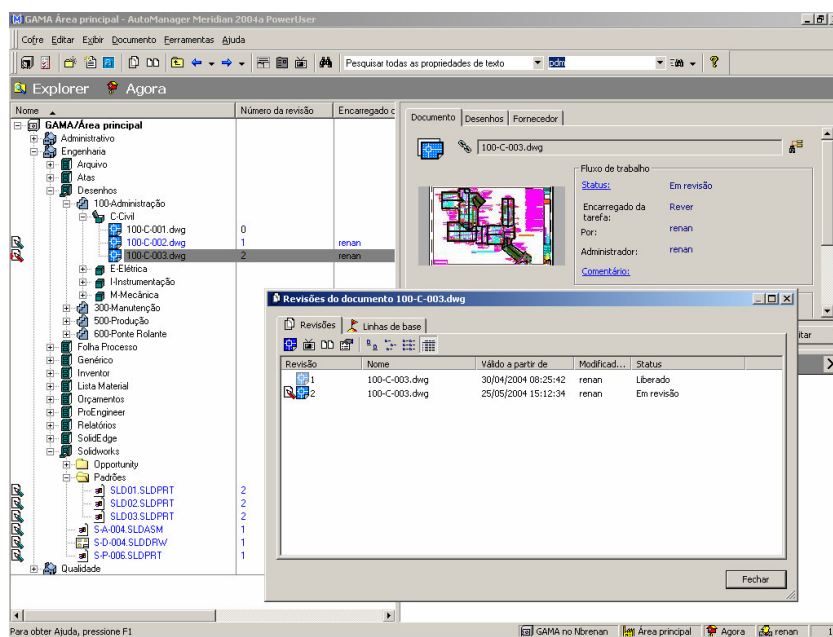 GAMA Área principal - AutoManager Meridian 2004a PowerUser
Cofre Editar Exibir Documento Ferramentas Ajuda
Pesquisar todas as propriedades de texto pdm
Explorer Agora
Nome Número da revisão Encarregado
GAMA/Área principal
Administrativo
Engenharia
Arquivo
Atas
Desenhos
100-Administração
C-Civil
100-C-001.dwg 0
100-C-002.dwg 1 renan
100-C-003.dwg 2 renan
E-Elétrica
I-Instrumentação
M-Mecânica
300-Manutenção
500-Produção
600-Ponte Rolante
Folha Processo
Genérico
Inventor
Lista Material
Orçamentos
ProEngineer
Relatórios
SolidEdge
Solidworks
Opportunity
Padrões
SLD01.SLDPRT 2
SLD02.SLDPRT 2
SLD03.SLDPRT 2
S-A-004.SLDASM 1
S-D-004.SLDDRW 1
S-P-006.SLDPRT 1
Qualidade
Documento Desenhos Fornecedor
100-C-003.dwg
Fluxo de trabalho
Status: Em revisão
Encarregado da tarefa: Rever
Por: renan
Administrador: renan
Comentário:
itar
Revisões do documento 100-C-003.dwg
Revisões Linhas de base
Revisão Nome Válido a partir de Modificad... Status
1 100-C-003.dwg 30/04/2004 08:25:42 renan Liberado
2 100-C-003.dwg 25/05/2004 15:12:34 renan Em revisão
Fechar
Para obter Ajuda, pressione F1 GAMA no Nbrenan Área principal Agora renan 1